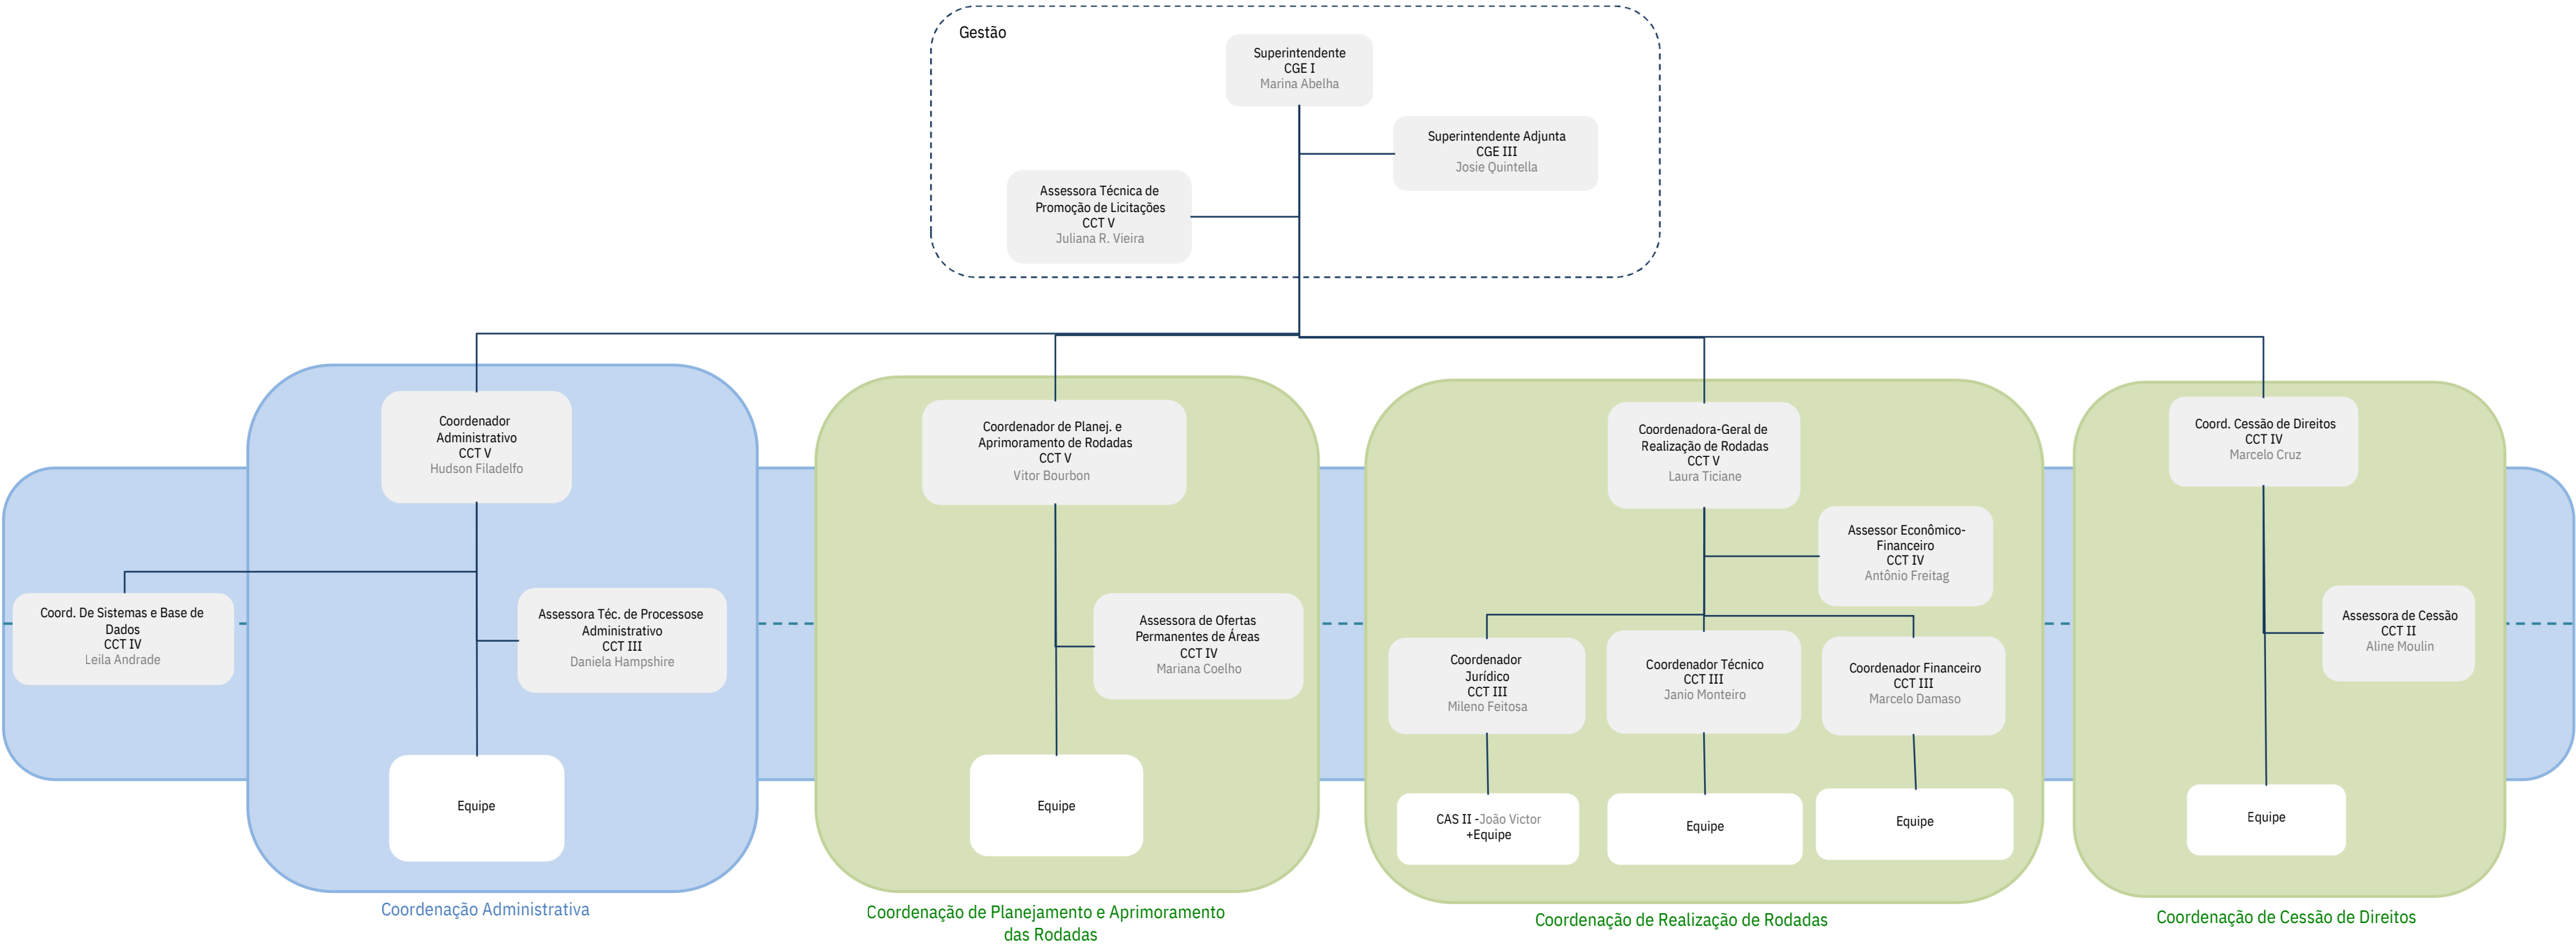 Gestão
Superintendente
CGE I
Marina Abelha
Superintendente Adjunta
CGE III
Josie Quintella
Assessora Técnica de
Promoção de Licitações
CCT V
Juliana R. Vieira
Coordenador
Administrativo
CCT V
Hudson Filadelfo
Coord. De Sistemas e Base de
Dados
CCT IV
Leila Andrade
Assessora Téc. de Processose
Administrativo
CCT III
Daniela Hampshire
Equipe
Coordenação Administrativa
Coordenador de Planej. e
Aprimoramento de Rodadas
CCT V
Vitor Bourbon
Assessora de Ofertas
Permanentes de Áreas
CCT IV
Mariana Coelho
Equipe
Coordenação de Planejamento e Aprimoramento
das Rodadas
Coordenadora-Geral de
Realização de Rodadas
CCT V
Laura Ticiane
Assessor Econômico-
Financeiro
CCT IV
Antônio Freitag
Coordenador
Jurídico
CCT III
Mileno Feitosa
Coordenador Técnico
CCT III
Janio Monteiro
Coordenador Financeiro
CCT III
Marcelo Damaso
CAS II -João Victor
+Equipe
Equipe
Equipe
Coordenação de Realização de Rodadas
Coord. Cessão de Direitos
CCT IV
Marcelo Cruz
Assessora de Cessão
CCT II
Aline Moulin
Equipe
Coordenação de Cessão de Direitos